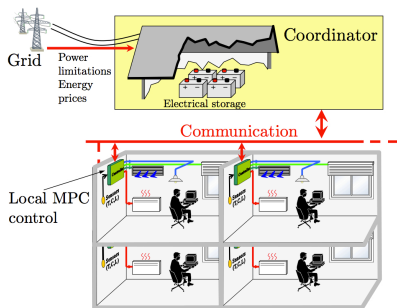 Coordinator
Grid
Power
limitations
Energy
prices
Electrical storage
Communication
Local MPC
control